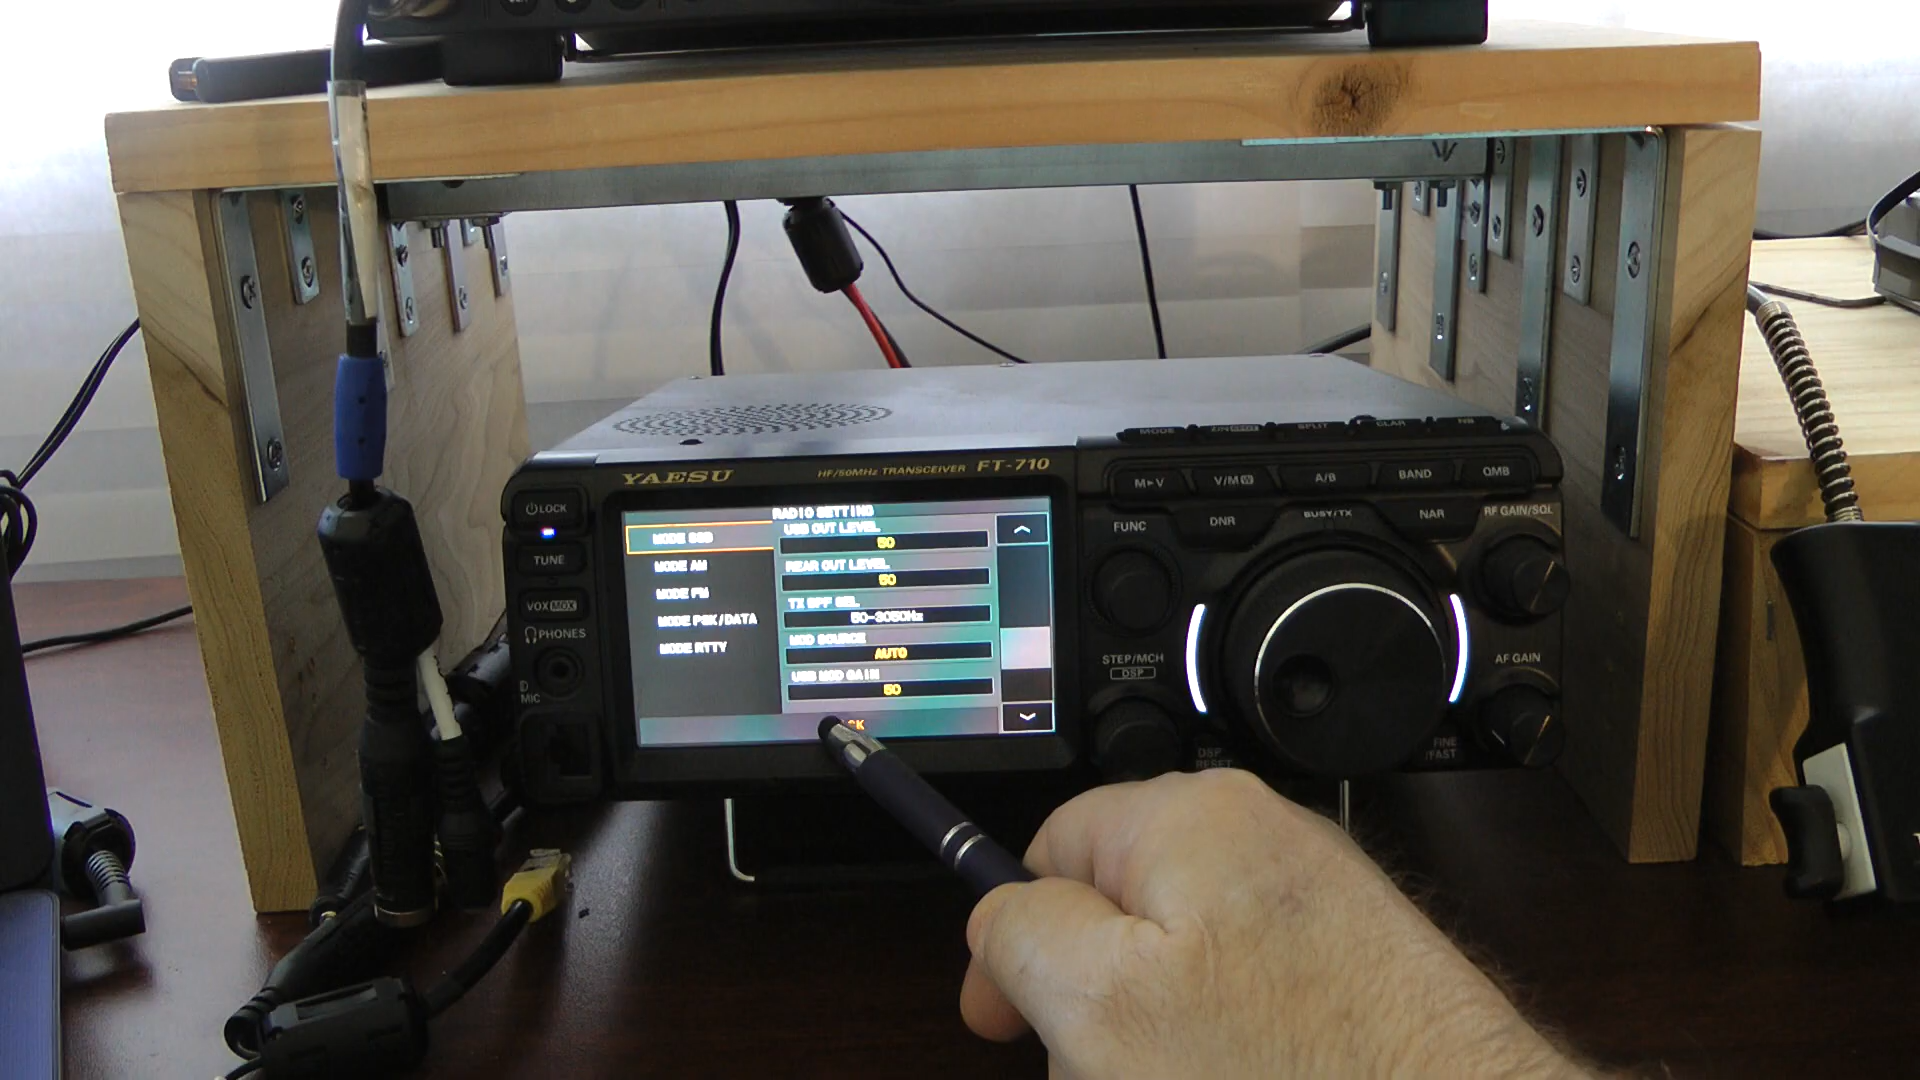 YAESU
HF/50MHz TRANSCEIVER FT-710
LOCK
TUNE
VOX MOX
PHONES
MIC
RADIO SETTING
MODE SSB
MODE AM
MODE FM
MODE PSK/DATA
MODE RTTY
USB OUT LEVEL
50
REAR OUT LEVEL
50
TX BPF SEL
50-3050Hz
MOD SOURCE
AUTO
USB MOD GAIN
50
MODE
ZIN
SPLIT
CLAR
NB
M►V
V/M W
A/B
BAND
QMB
FUNC
DNR
BUSY/TX
NAR
RF GAIN/SQL
STEP/MCH
DSP
AF GAIN
DSP
RESET
FINE
/FAST